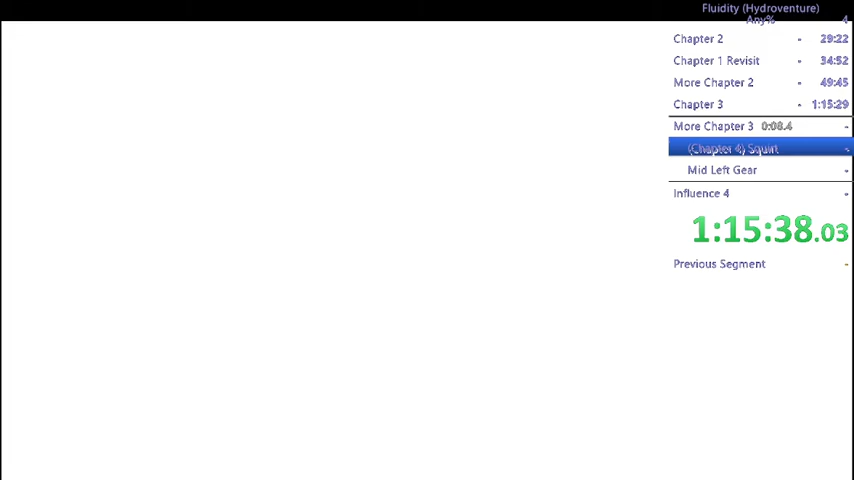 Fluidity (Hydroventure)
Any% 4
Chapter 2 - 29:22
Chapter 1 Revisit - 34:52
More Chapter 2 - 49:45
Chapter 3 - 1:15:29
More Chapter 3 0:08.4 -
(Chapter 4) Squirt -
Mid Left Gear -
Influence 4 -
1:15:38.03
Previous Segment -